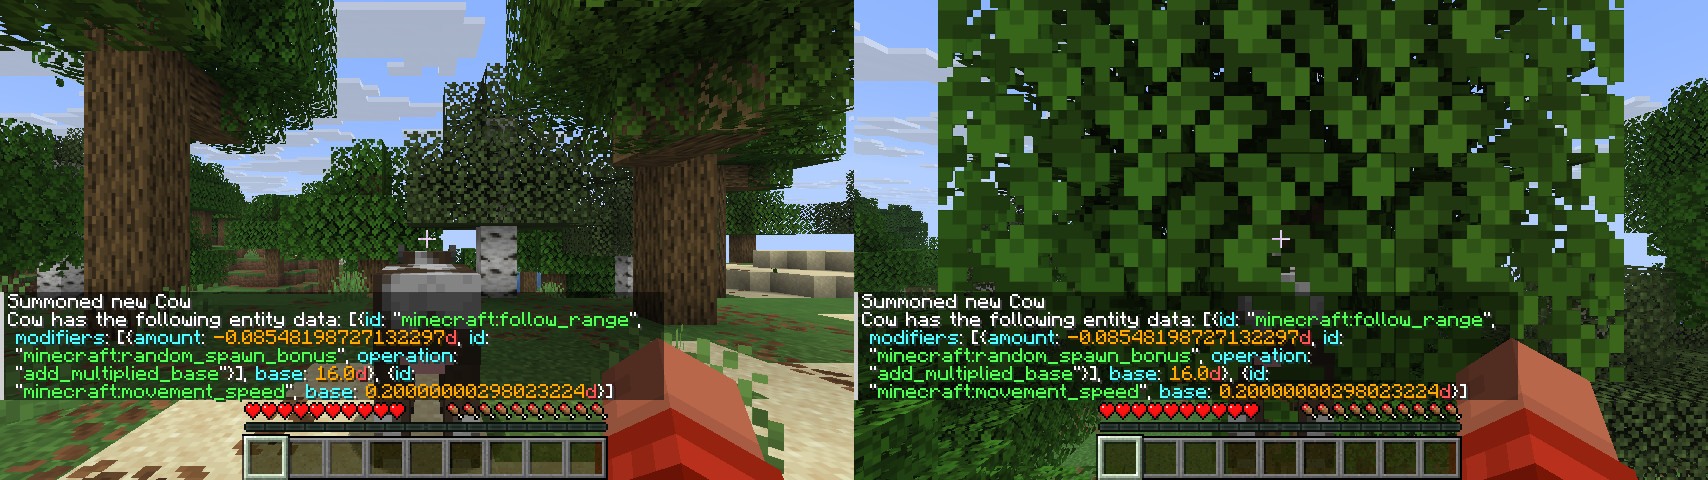 Summoned new Cow
Cow has the following entity data: [{id: "minecraft:follow_range",
modifiers: [{amount: -0.08548198727132297d, id:
"minecraft:random_spawn_bonus", operation:
"add_multiplied_base"}], base: 16.0d}, {id:
"minecraft:movement_speed", base: 0.20000000298023224d}]
Summoned new Cow
Cow has the following entity data: [{id: "minecraft:follow_range",
modifiers: [{amount: -0.08548198727132297d, id:
"minecraft:random_spawn_bonus", operation:
"add_multiplied_base"}], base: 16.0d}, {id:
"minecraft:movement_speed", base: 0.20000000298023224d}]